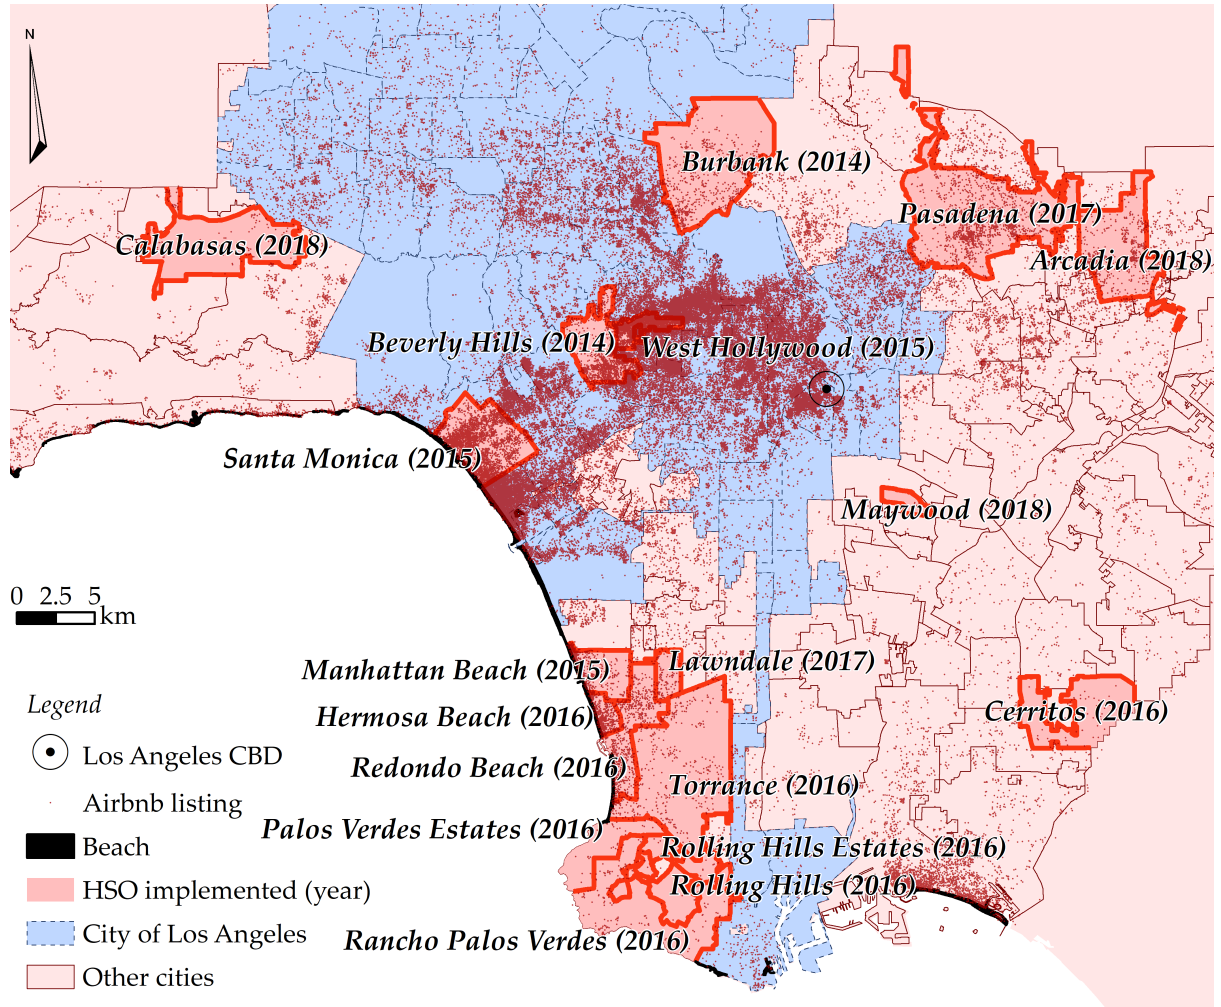 N
Burbank (2014)
Pasadena (2017)
Calabasas (2018)
Arcadia (2018)
Beverly Hills (2014)
West Hollywood (2015)
Santa Monica (2015)
Maywood (2018)
0 2.5 5
km
Manhattan Beach (2015)
Lawndale (2017)
Hermosa Beach (2016)
Cerritos (2016)
Redondo Beach (2016)
Torrance (2016)
Palos Verdes Estates (2016)
Rolling Hills Estates (2016)
Rolling Hills (2016)
Rancho Palos Verdes (2016)
Legend
Los Angeles CBD
Airbnb listing
Beach
HSO implemented (year)
City of Los Angeles
Other cities